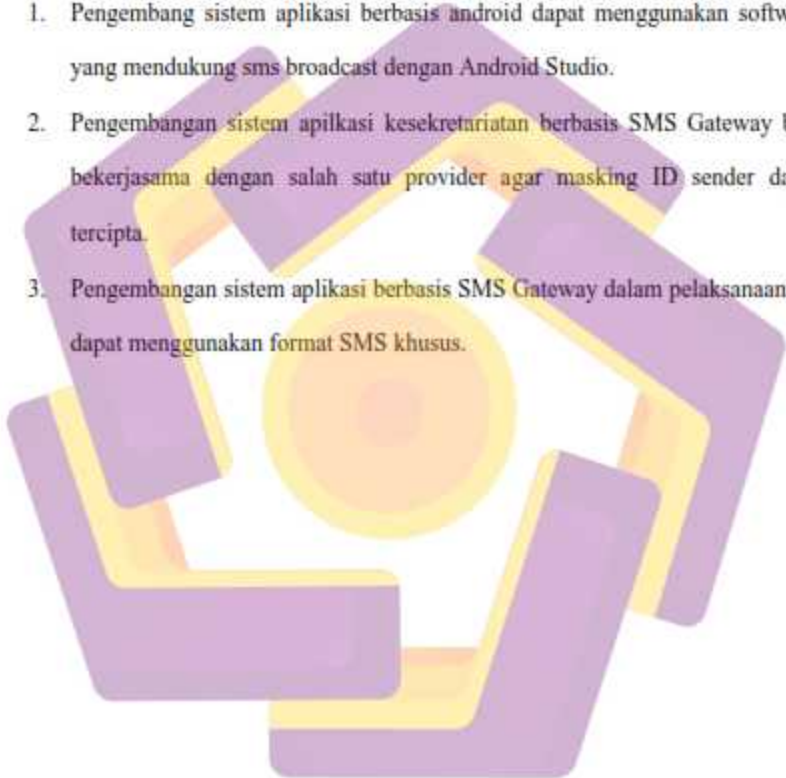 1. Pengembang sistem aplikasi berbasis android dapat menggunakan softw
yang mendukung sms broadcast dengan Android Studio.
2. Pengembangan sistem apilkasi kesekretariatan berbasis SMS Gateway b
bekerjasama dengan salah satu provider agar masking ID sender da
tercipta.
3. Pengembangan sistem aplikasi berbasis SMS Gateway dalam pelaksanaan
dapat menggunakan format SMS khusus.